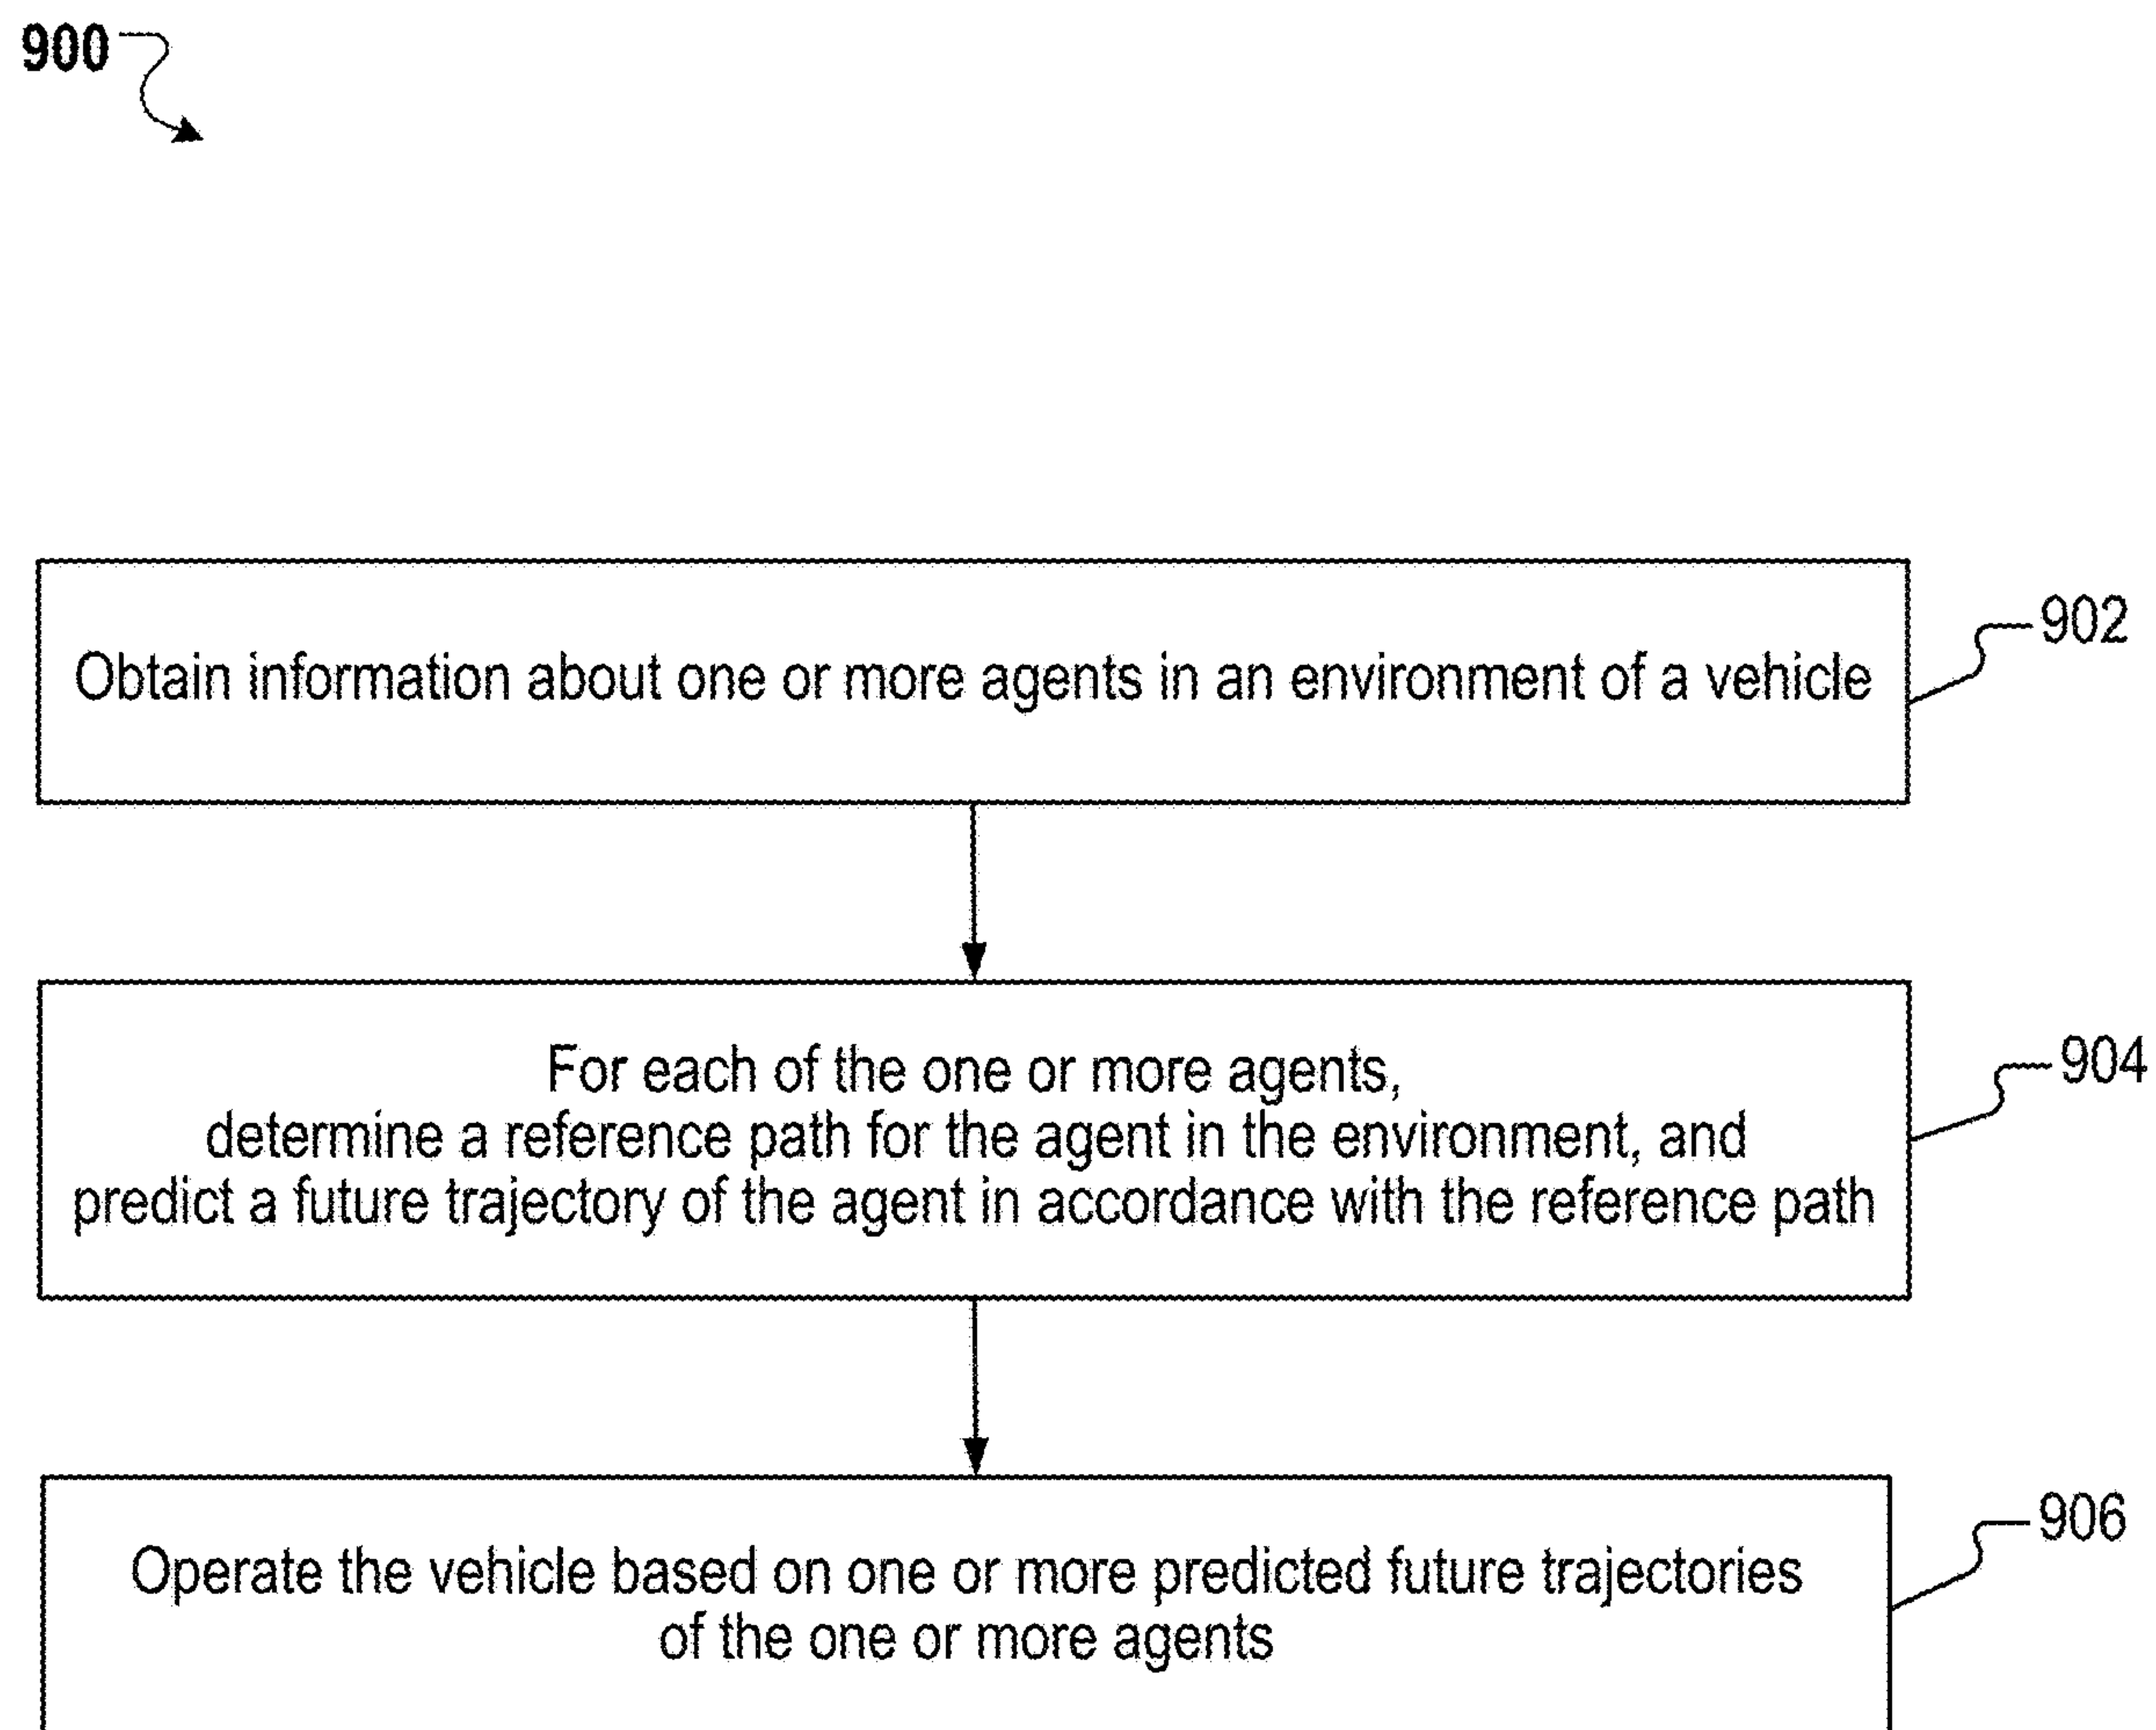 900
Obtain information about one or more agents in an environment of a vehicle
902
For each of the one or more agents,
determine a reference path for the agent in the environment, and
predict a future trajectory of the agent in accordance with the reference path
904
Operate the vehicle based on one or more predicted future trajectories
of the one or more agents
906